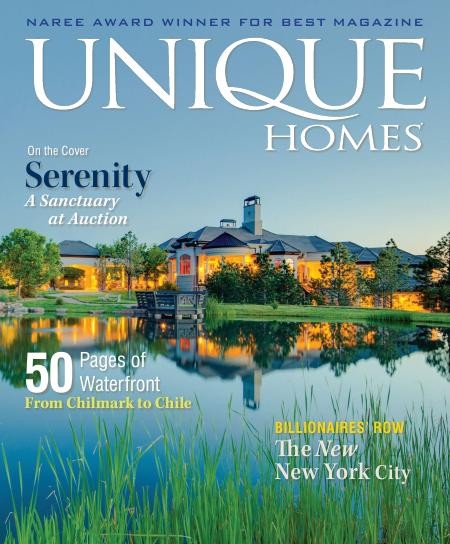 NAREE AWARD WINNER FOR BEST MAGAZINE
UNIQUE
HOMES
On the Cover
Serenity
A Sanctuary
at Auction
50 Pages of
Waterfront
From Chilmark to Chile
BILLIONAIRES' ROW
The New
New York City